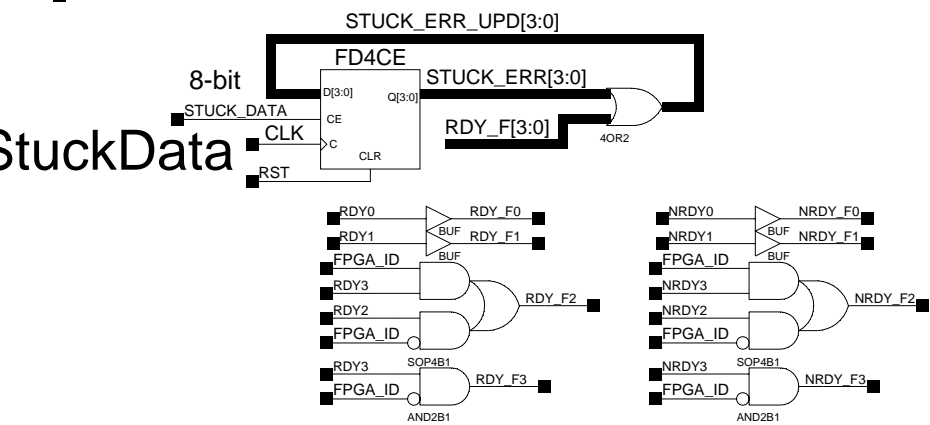 STUCK_ERR_UPD[3:0]
FD4CE
8-bit
STUCK_ERR[3:0]
D[3:0]
Q[3:0]
STUCK_DATA
CE
RDY_F[3:0]
4OR2
StuckData
CLK
C
CLR
RST
RDY0
RDY_F0
NRDY0
NRDY_F0
BUF
BUF
RDY1
RDY_F1
NRDY1
NRDY_F1
BUF
BUF
FPGA_ID
FPGA_ID
RDY3
NRDY3
RDY_F2
NRDY_F2
RDY2
NRDY2
FPGA_ID
FPGA_ID
SOP4B1
SOP4B1
RDY3
NRDY3
RDY_F3
NRDY_F3
FPGA_ID
FPGA_ID
AND2B1
AND2B1